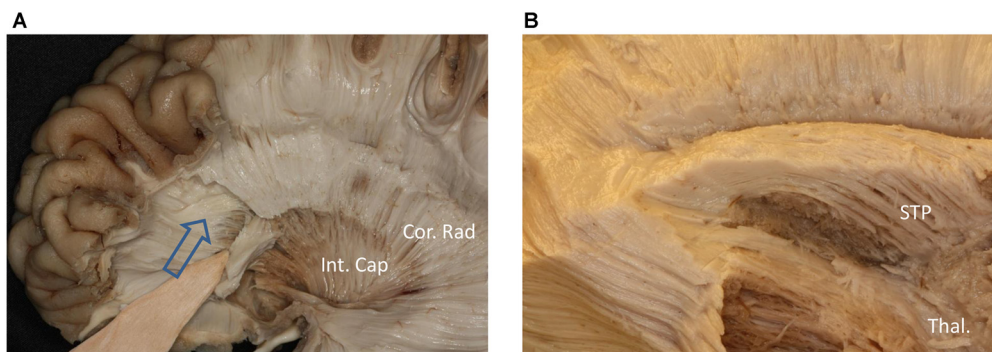 A
B
Cor. Rad
Int. Cap
STP
Thal.